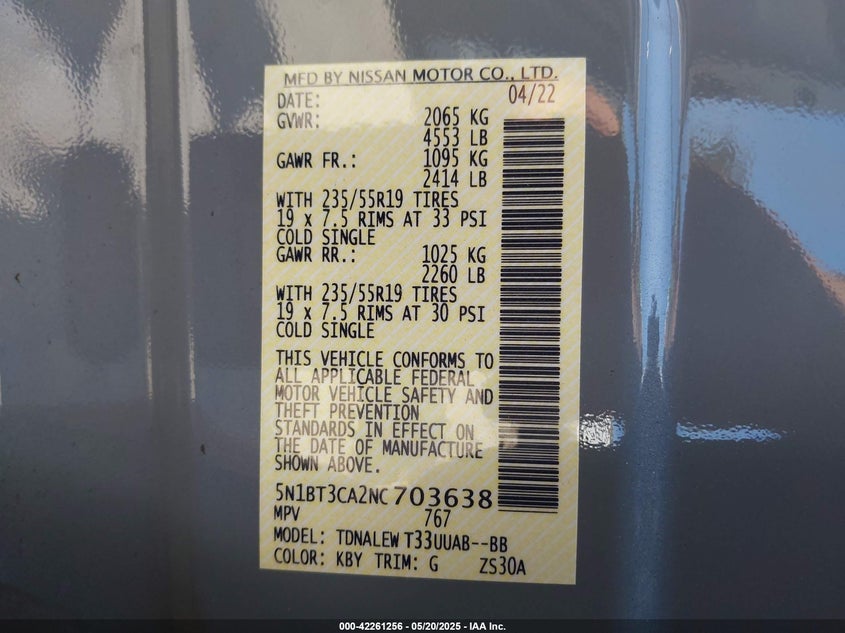 MFD BY NISSAN MOTOR CO., LTD.
DATE: 04/22
GVWR: 2065 KG
4553 LB
GAWR FR.: 1095 KG
2414 LB
WITH 235/55R19 TIRES
19 x 7.5 RIMS AT 33 PSI
COLD SINGLE
GAWR RR.: 1025 KG
2260 LB
WITH 235/55R19 TIRES
19 x 7.5 RIMS AT 30 PSI
COLD SINGLE
THIS VEHICLE CONFORMS TO
ALL APPLICABLE FEDERAL
MOTOR VEHICLE SAFETY AND
THEFT PREVENTION
STANDARDS IN EFFECT ON
THE DATE OF MANUFACTURE
SHOWN ABOVE.
5N1BT3CA2NC703638
MPV 767
MODEL: TDNALEW T33UUAB--BB
COLOR: KBY TRIM: G ZS30A
000-42261256 - 05/20/2025 - IAA Inc.